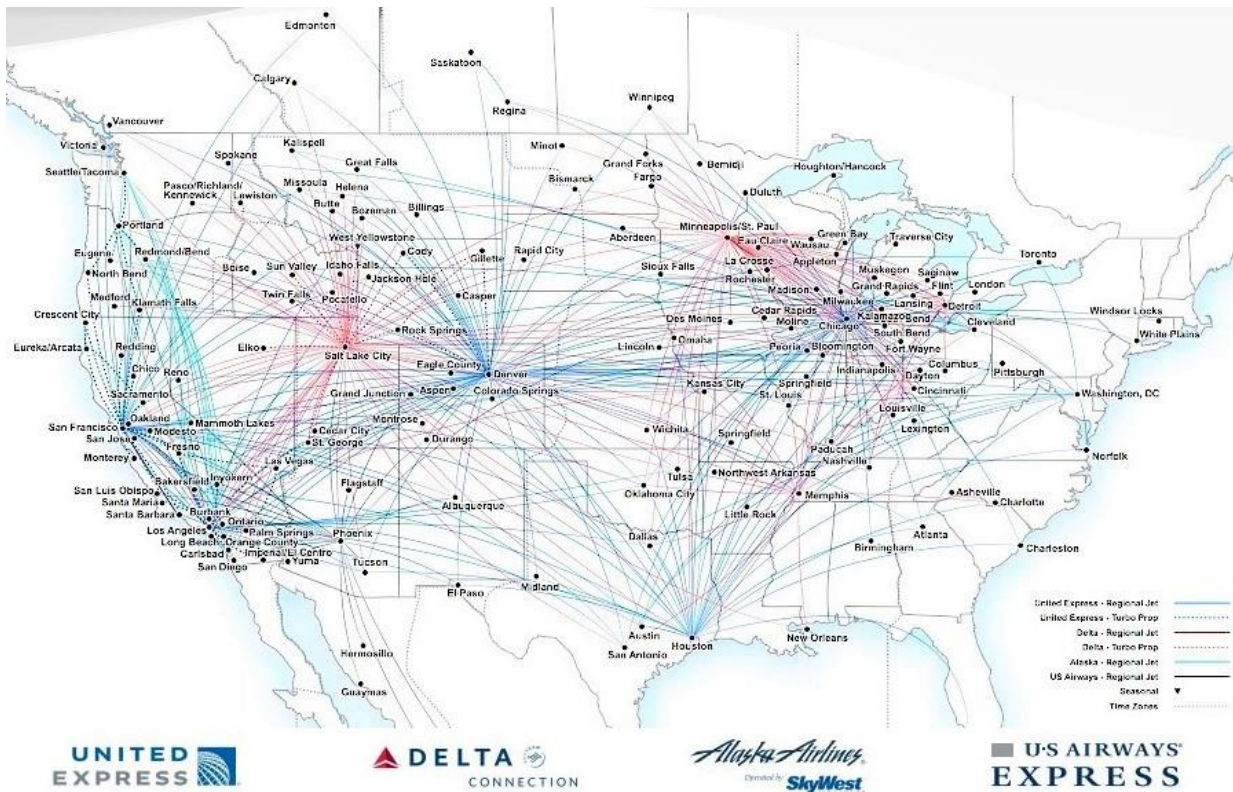 Edmonton
Saskatoon
Calgary
Regina
Winnipeg
Vancouver
Victoria
Kalispell
Spokane
Great Falls
Minot
Grand Forks
Bemidji
Houghton/Hancock
Seattle/Tacoma
Pasco/Richland/
Kennewick
Lewiston
Missoula
Helena
Butte
Bozeman
Billings
Bismarck
Fargo
Duluth
Portland
West Yellowstone
Aberdeen
Minneapolis/St. Paul
Eau Claire
Wausau
Green Bay
Traverse City
Eugene
Redmond/Bend
Cody
Gillette
Rapid City
Appleton
Toronto
North Bend
Boise
Sun Valley
Idaho Falls
Jackson Hole
Sioux Falls
La Crosse
Rochester
Muskegon
Saginaw
Medford
Klamath Falls
Twin Falls
Pocatello
Casper
Madison
Grand Rapids
Flint
London
Crescent City
Milwaukee
Lansing
Detroit
Windsor Locks
Eureka/Arcata
Redding
Elko
Rock Springs
Des Moines
Cedar Rapids
Moline
Chicago
Kalamazoo
South Bend
Cleveland
White Plains
Salt Lake City
Lincoln
Omaha
Peoria
Bloomington
Fort Wayne
Chico
Reno
Eagle County
Denver
Indianapolis
Dayton
Columbus
Pittsburgh
Sacramento
Grand Junction
Aspen
Colorado Springs
Kansas City
Springfield
St. Louis
Cincinnati
Washington, DC
Oakland
San Francisco
Modesto
Mammoth Lakes
Cedar City
St. George
Montrose
Durango
Wichita
Springfield
Louisville
Lexington
San Jose
Fresno
Monterey
Las Vegas
Paducah
Nashville
Norfolk
Bakersfield
Inyokern
San Luis Obispo
Santa Maria
Santa Barbara
Flagstaff
Albuquerque
Tulsa
Oklahoma City
Northwest Arkansas
Memphis
Little Rock
Asheville
Charlotte
Burbank
Ontario
Los Angeles
Palm Springs
Long Beach
Orange County
Carlsbad
Imperial/El Centro
San Diego
Yuma
Phoenix
Tucson
Dallas
Birmingham
Atlanta
Charleston
El Paso
Midland
Austin
San Antonio
Houston
New Orleans
Hermosillo
Guaymas
United Express - Regional Jet
United Express - Turbo Prop
Delta - Regional Jet
Delta - Turbo Prop
Alaska - Regional Jet
US Airways - Regional Jet
Seasonal
Time Zones
UNITED
EXPRESS
DELTA
CONNECTION
Alaska Airlines
Operated by SkyWest
U·S AIRWAYS
EXPRESS